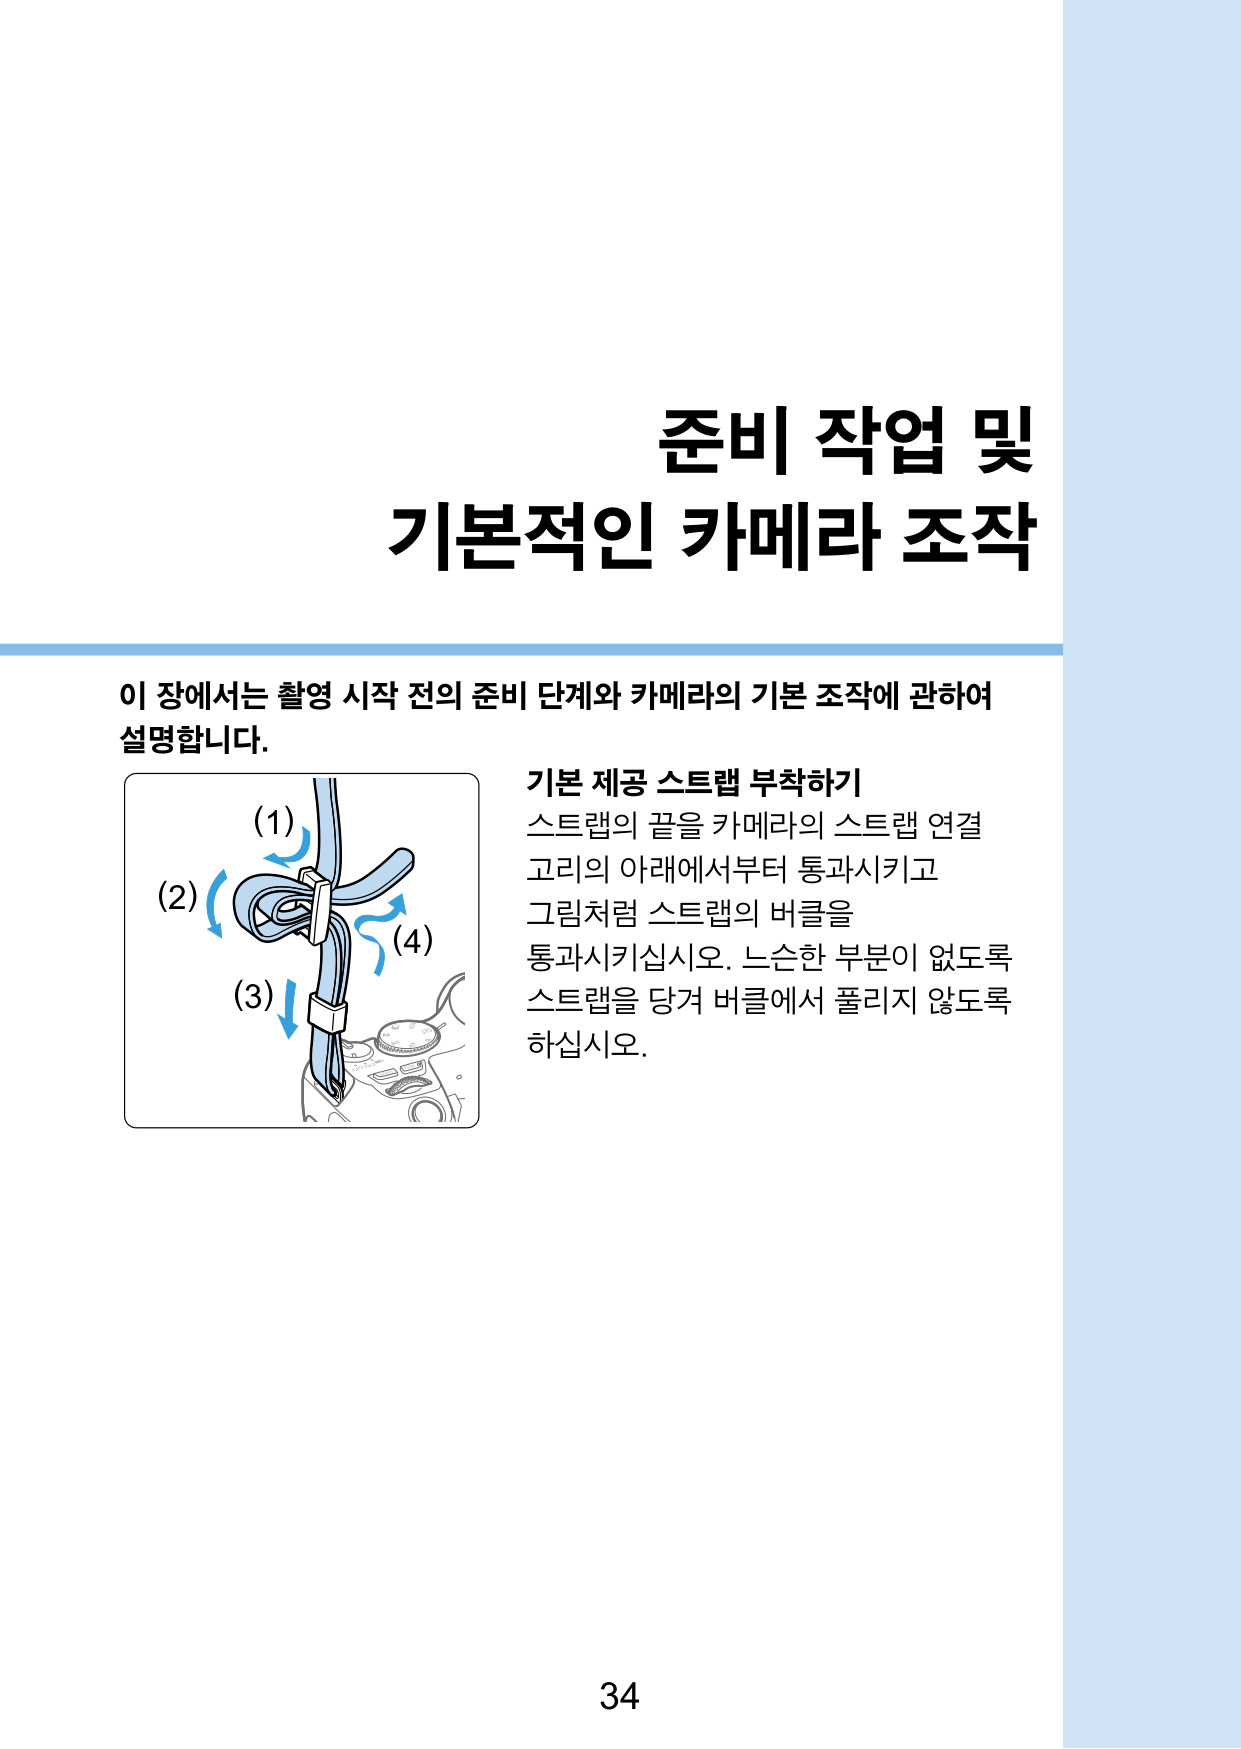 준비 작업 및
기본적인 카메라 조작
이 장에서는 촬영 시작 전의 준비 단계와 카메라의 기본 조작에 관하여
설명합니다.
(1)
(2)
(4)
(3)
기본 제공 스트랩 부착하기
스트랩의 끝을 카메라의 스트랩 연결
고리의 아래에서부터 통과시키고
그림처럼 스트랩의 버클을
통과시키십시오. 느슨한 부분이 없도록
스트랩을 당겨 버클에서 풀리지 않도록
하십시오.
34